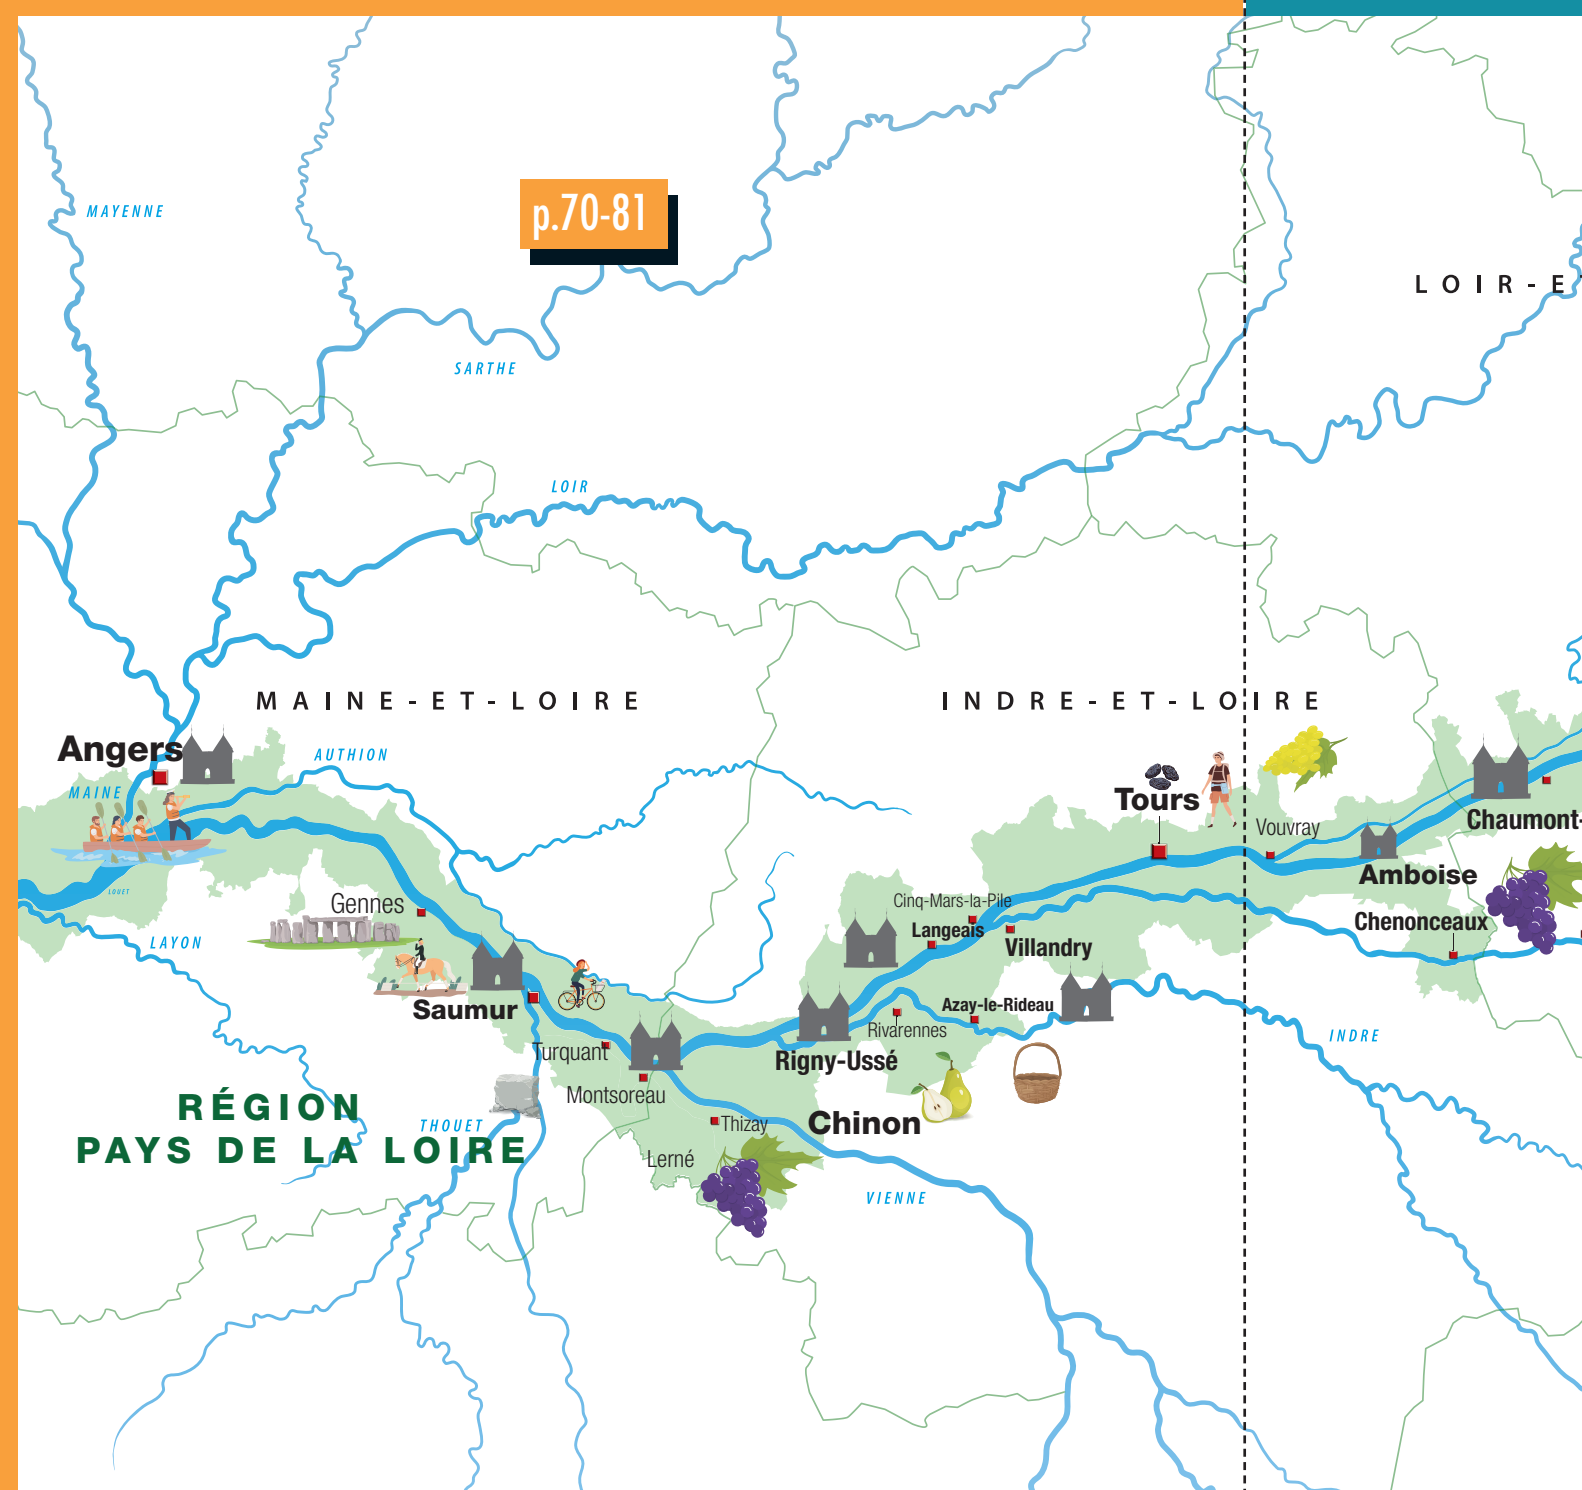 MAYENNE
p.70-81
LOIR-E
SARTHE
LOIR
MAINE-ET-LOIRE
INDRE-ET-LOIRE
Angers
AUTHION
MAINE
Tours
Vouvray
Chaumont-
Amboise
LOUET
Gennes
Cinq-Mars-la-Pile
Langeais
Chenonceaux
LAYON
Villandry
Saumur
Azay-le-Rideau
Rivarennes
INDRE
Turquant
Rigny-Ussé
Montsoreau
RÉGION
PAYS DE LA LOIRE
THOUET
Thizay
Chinon
Lerné
VIENNE